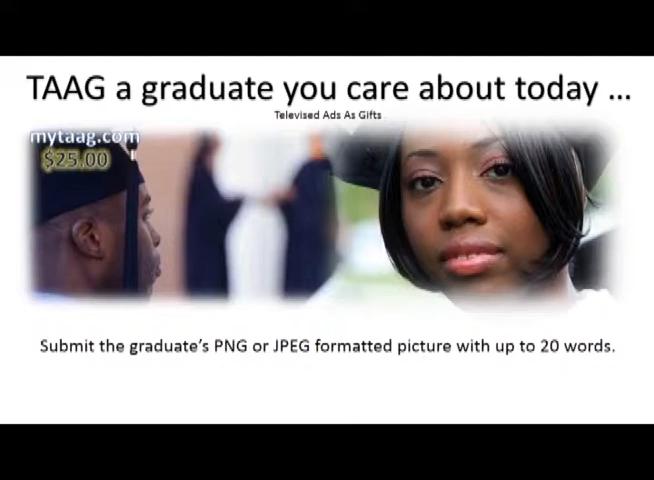 TAAG a graduate you care about today ...
Televised Ads As Gifts
mytaag.com
$25.00
Submit the graduate's PNG or JPEG formatted picture with up to 20 words.